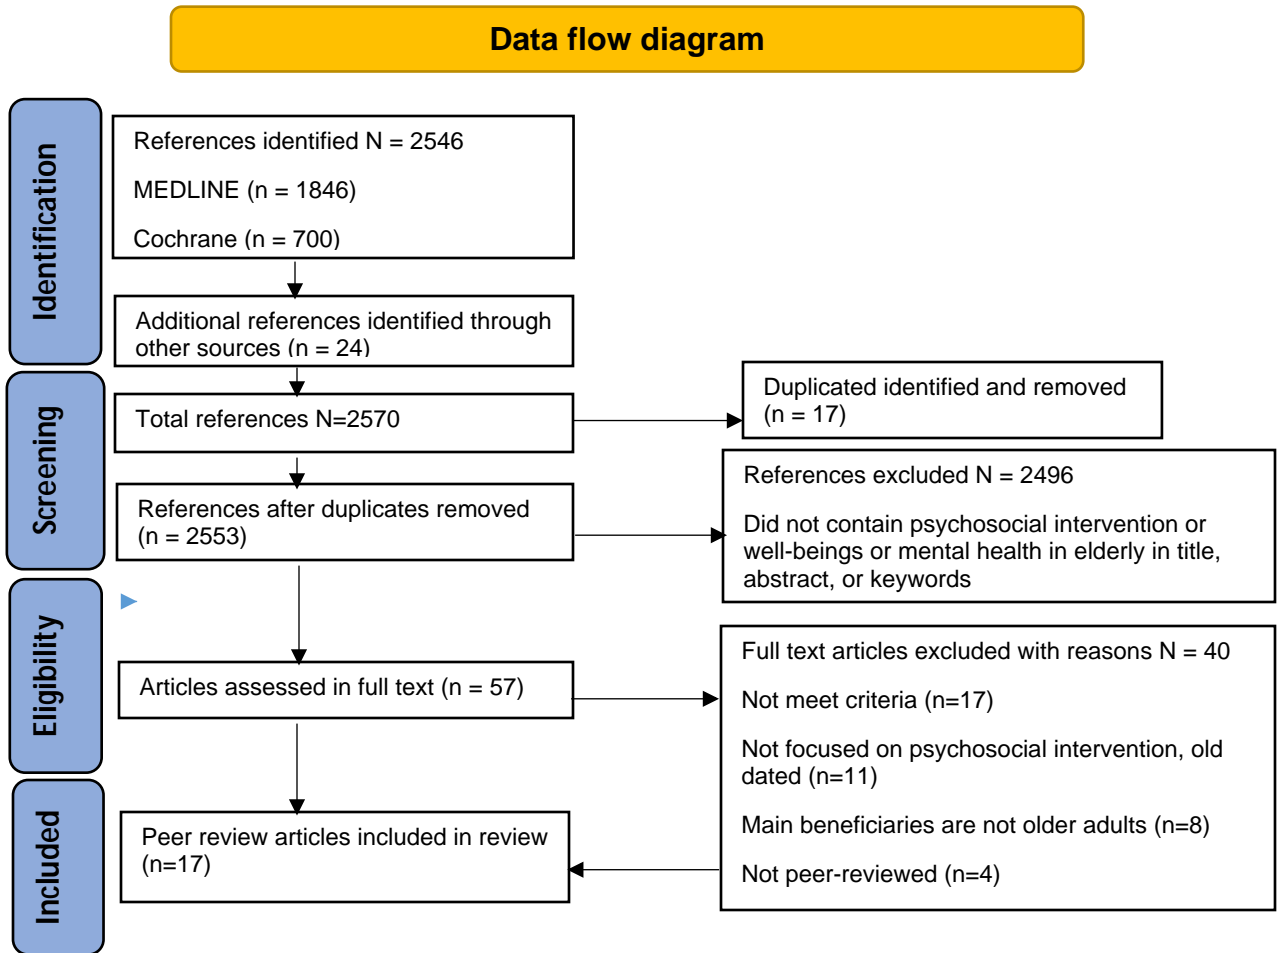 Data flow diagram
Identification
References identified N = 2546
MEDLINE (n = 1846)
Cochrane (n = 700)
Additional references identified through
other sources (n = 24)
Screening
Total references N=2570
Duplicated identified and removed
(n = 17)
References after duplicates removed
(n = 2553)
References excluded N = 2496
Did not contain psychosocial intervention or
well-beings or mental health in elderly in title,
abstract, or keywords
Eligibility
Articles assessed in full text (n = 57)
Full text articles excluded with reasons N = 40
Not meet criteria (n=17)
Not focused on psychosocial intervention, old
dated (n=11)
Main beneficiaries are not older adults (n=8)
Not peer-reviewed (n=4)
Included
Peer review articles included in review
(n=17)